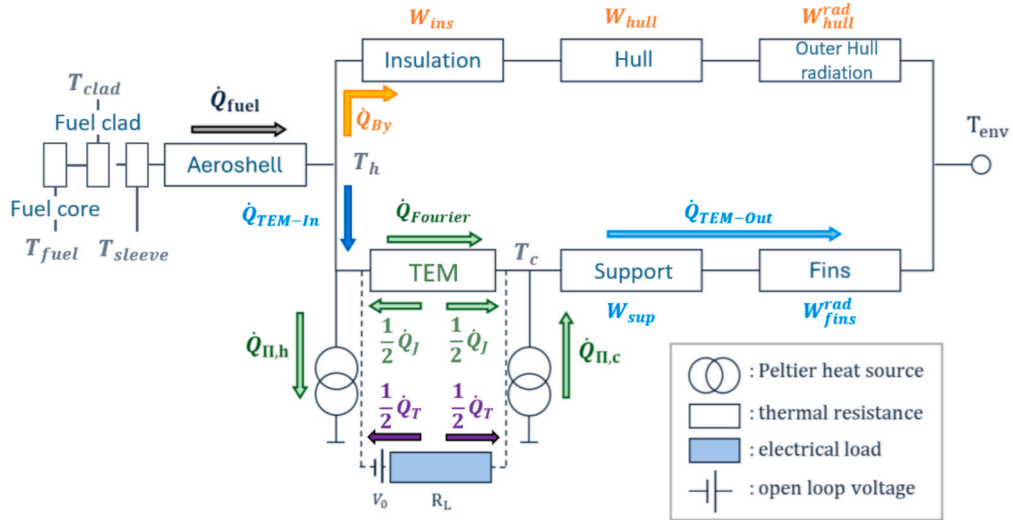 W_ins
W_hull
W_hull^rad
Insulation
Hull
Outer Hull
radiation
T_clad
Fuel clad
Q̇_fuel
Q̇_By
T_env
Aeroshell
T_h
Fuel core
T_fuel
T_sleeve
Q̇_TEM-In
Q̇_Fourier
Q̇_TEM-Out
TEM
T_c
Support
Fins
W_sup
W_fins^rad
Q̇_Π,h
1/2 Q̇_J
1/2 Q̇_J
Q̇_Π,c
1/2 Q̇_T
1/2 Q̇_T
V_0
R_L
: Peltier heat source
: thermal resistance
: electrical load
: open loop voltage